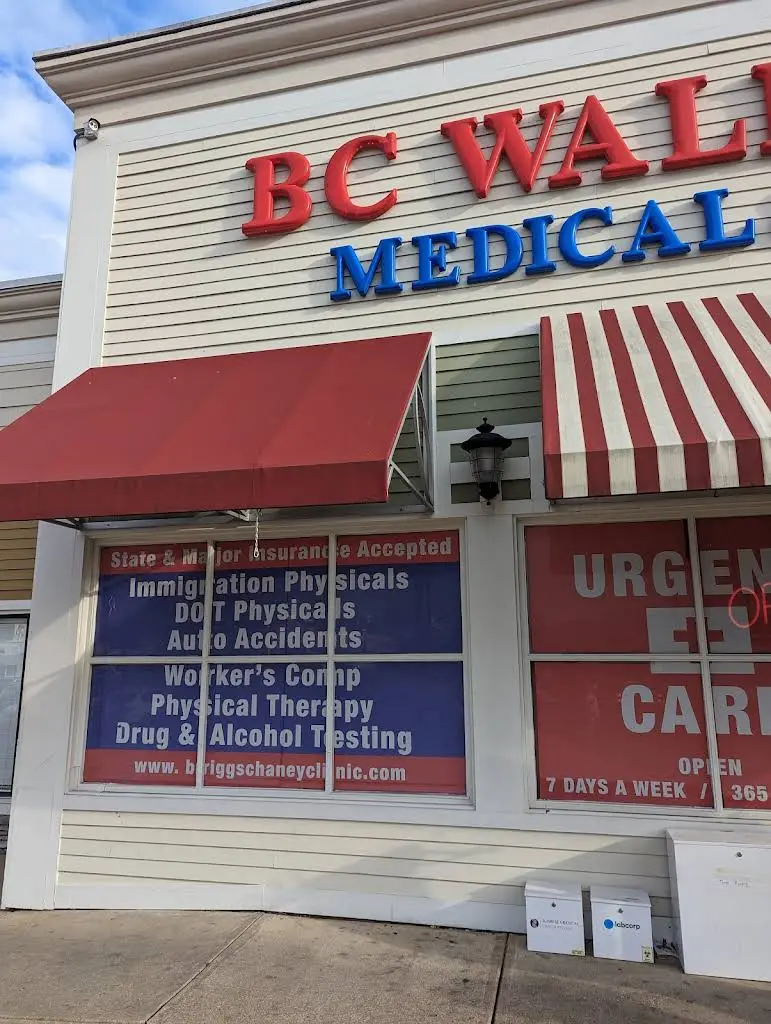 BC WAL
MEDICAL
State & Major Insurance Accepted
Immigration Physicals
DOT Physicals
Auto Accidents
Worker's Comp
Physical Therapy
Drug & Alcohol Testing
www. briggschaneyclinic.com
URGEN
CAR
OPEN
7 DAYS A WEEK / 365
labcorp